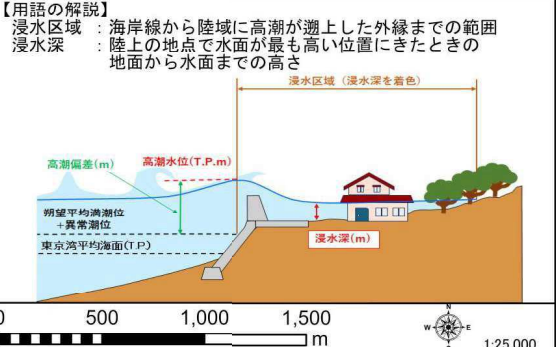 【用語の解説】
浸水区域 ：海岸線から陸域に高潮が遡上した外縁までの範囲
浸水深 ：陸上の地点で水面が最も高い位置にきたときの
地面から水面までの高さ
浸水区域（浸水深を着色）
高潮偏差(m)
高潮水位(T.P.m)
朔望平均満潮位
+異常潮位
東京湾平均海面(T.P.)
浸水深(m)
0 500 1,000 1,500
m
N
W E
S
1:25,000